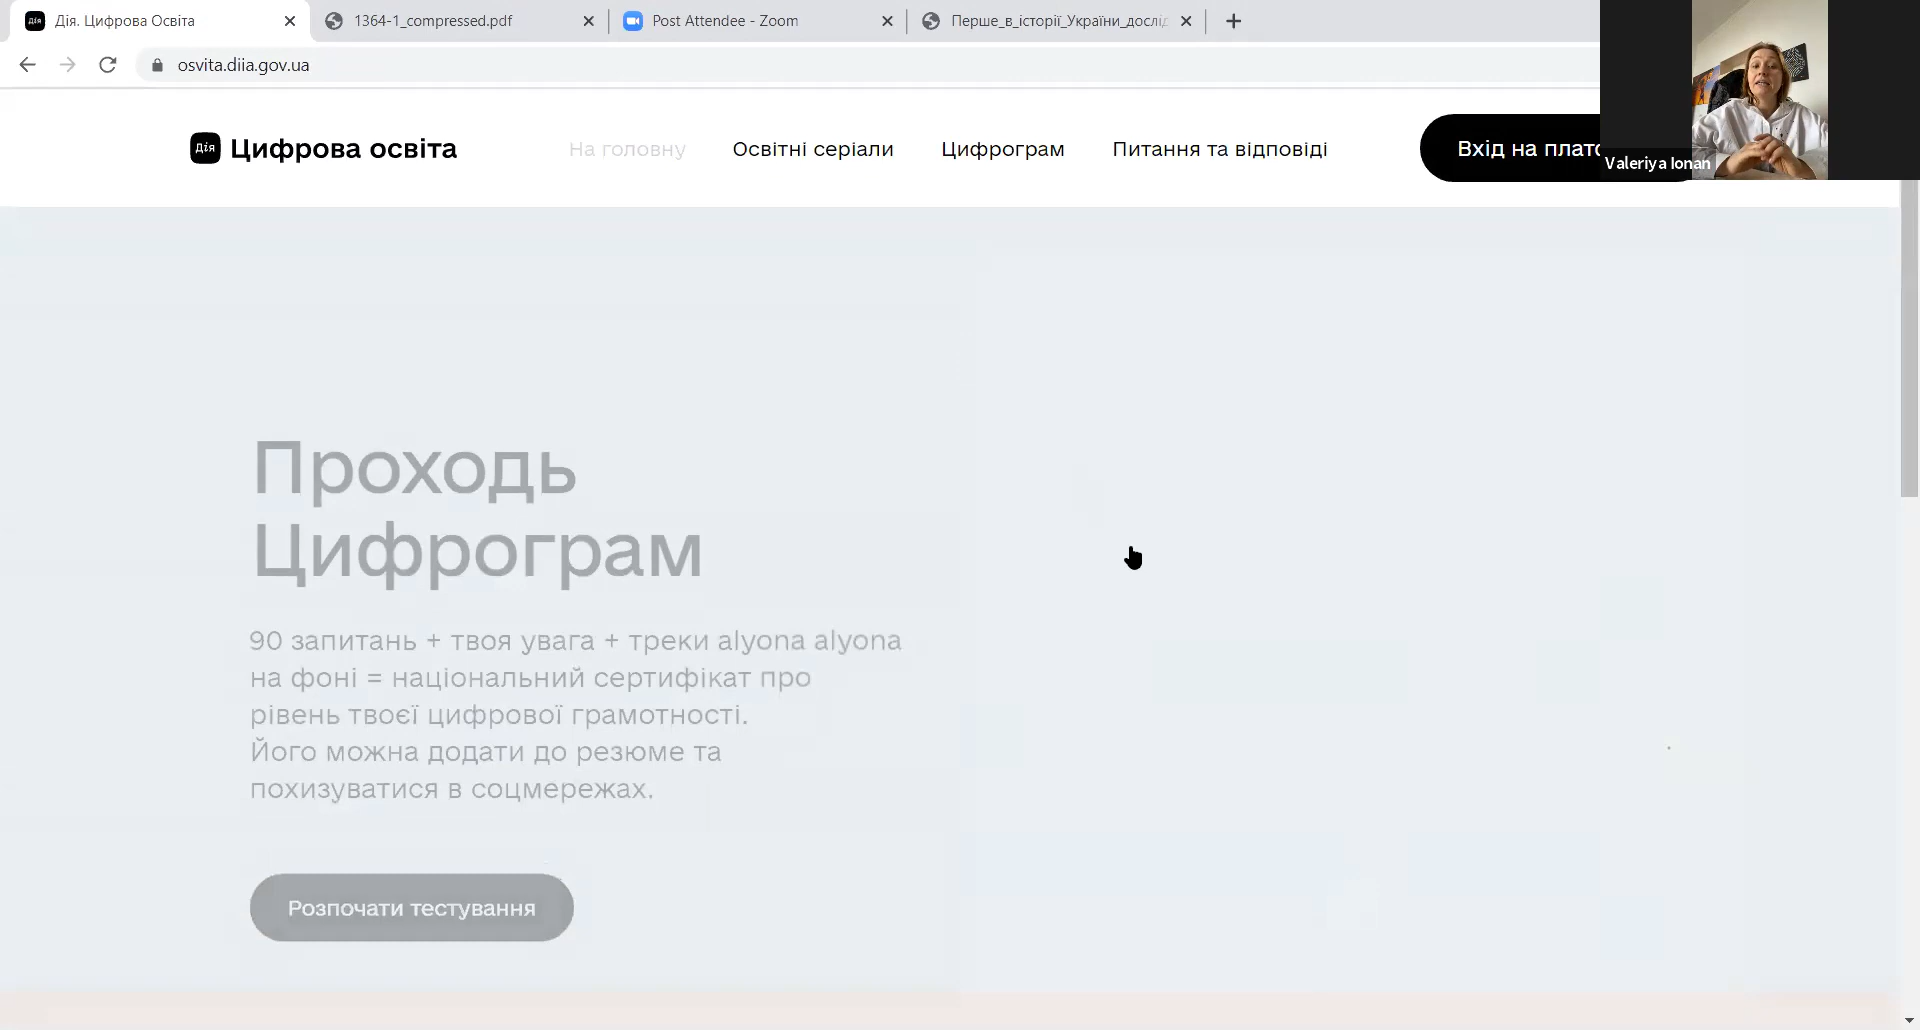 Дія. Цифрова Освіта
1364-1_compressed.pdf
Post Attendee - Zoom
Перше_в_історії_України_дослід
osvita.diia.gov.ua
Дія
Цифрова освіта
На головну
Освітні серіали
Цифрограм
Питання та відповіді
Вхід на платф
Valeriya Ionan
Проходь
Цифрограм
90 запитань + твоя увага + треки alyona alyona
на фоні = національний сертифікат про
рівень твоєї цифрової грамотності.
Його можна додати до резюме та
похизуватися в соцмережах.
Розпочати тестування